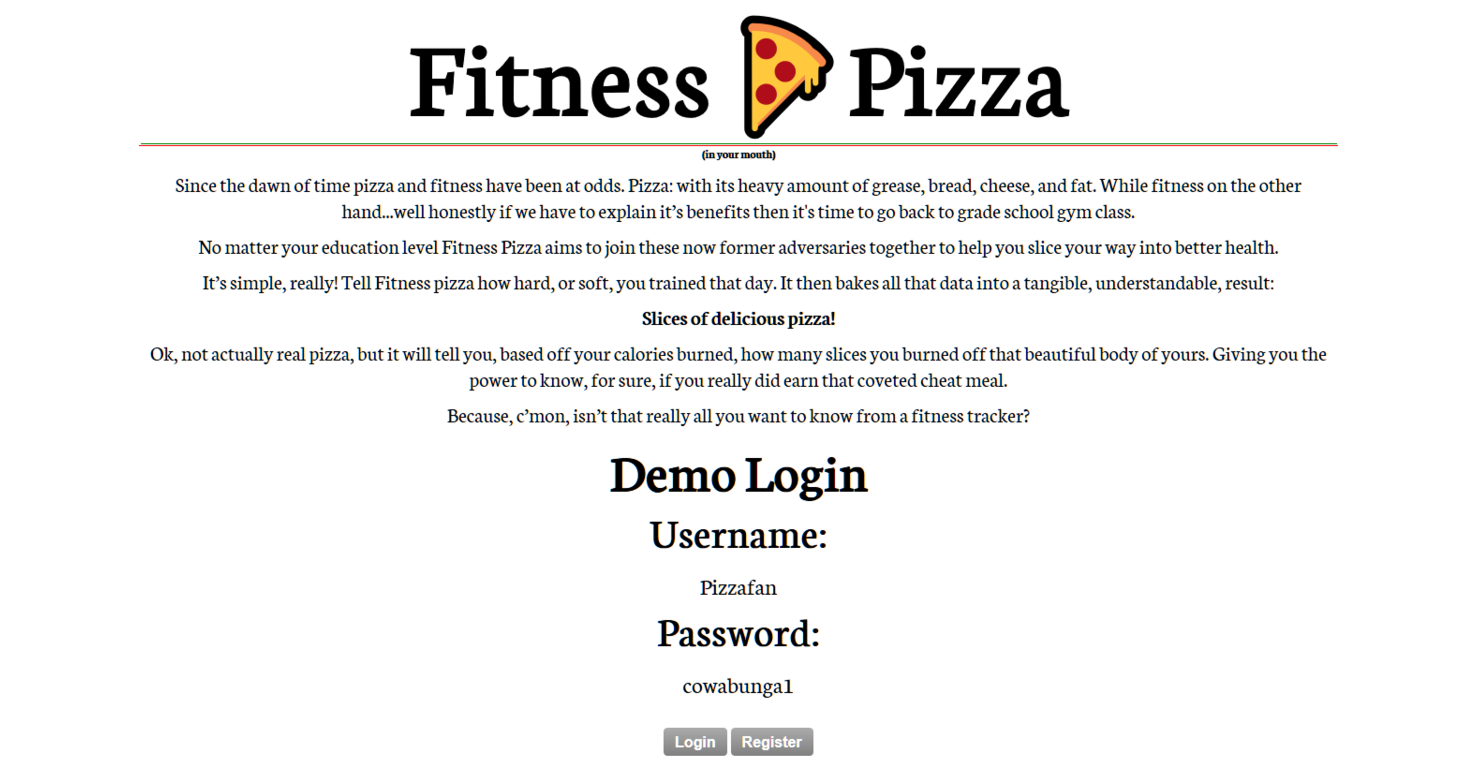 Fitness Pizza
(in your mouth)
Since the dawn of time pizza and fitness have been at odds. Pizza: with its heavy amount of grease, bread, cheese, and fat. While fitness on the other
hand...well honestly if we have to explain it’s benefits then it's time to go back to grade school gym class.
No matter your education level Fitness Pizza aims to join these now former adversaries together to help you slice your way into better health.
It’s simple, really! Tell Fitness pizza how hard, or soft, you trained that day. It then bakes all that data into a tangible, understandable, result:
Slices of delicious pizza!
Ok, not actually real pizza, but it will tell you, based off your calories burned, how many slices you burned off that beautiful body of yours. Giving you the
power to know, for sure, if you really did earn that coveted cheat meal.
Because, c’mon, isn’t that really all you want to know from a fitness tracker?
Demo Login
Username:
Pizzafan
Password:
cowabunga1
Login Register